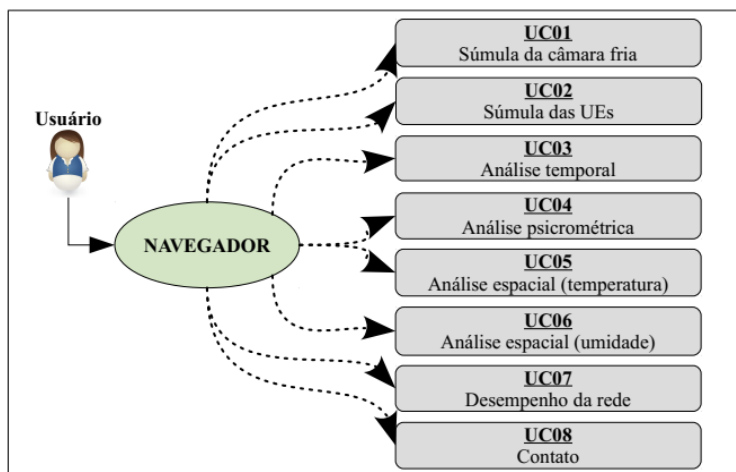 Usuário
NAVEGADOR
UC01
Súmula da câmara fria
UC02
Súmula das UEs
UC03
Análise temporal
UC04
Análise psicrométrica
UC05
Análise espacial (temperatura)
UC06
Análise espacial (umidade)
UC07
Desempenho da rede
UC08
Contato